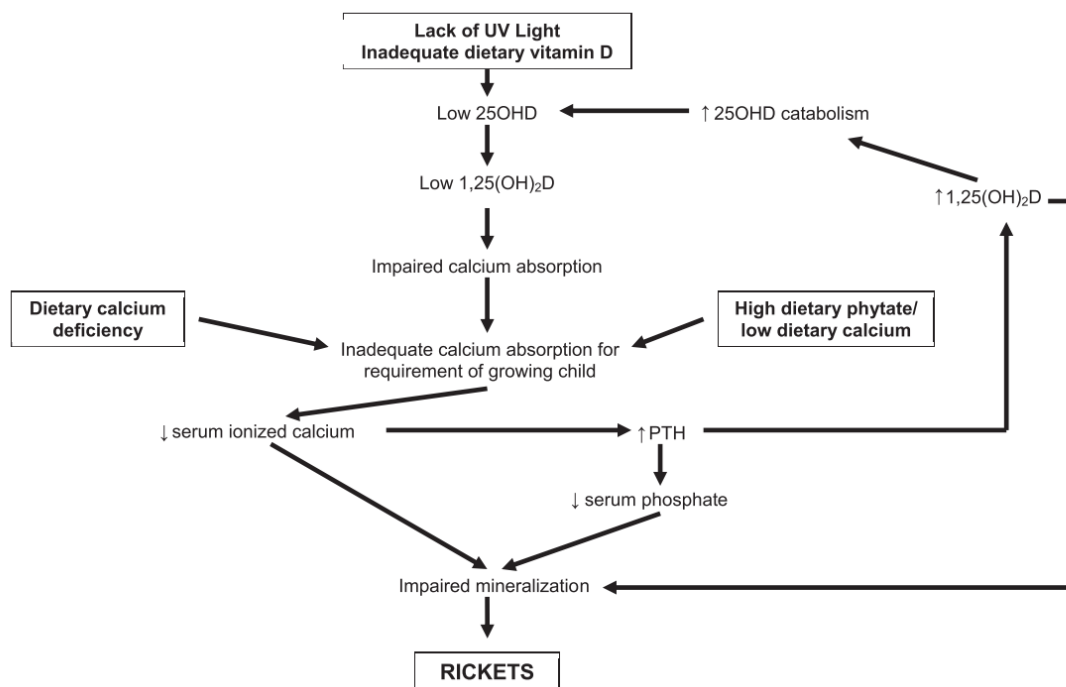 Lack of UV Light
Inadequate dietary vitamin D
Low 25OHD
↑ 25OHD catabolism
Low 1,25(OH)₂D
↑ 1,25(OH)₂D
Impaired calcium absorption
Dietary calcium
deficiency
High dietary phytate/
low dietary calcium
Inadequate calcium absorption for
requirement of growing child
↓ serum ionized calcium
↑ PTH
↓ serum phosphate
Impaired mineralization
RICKETS